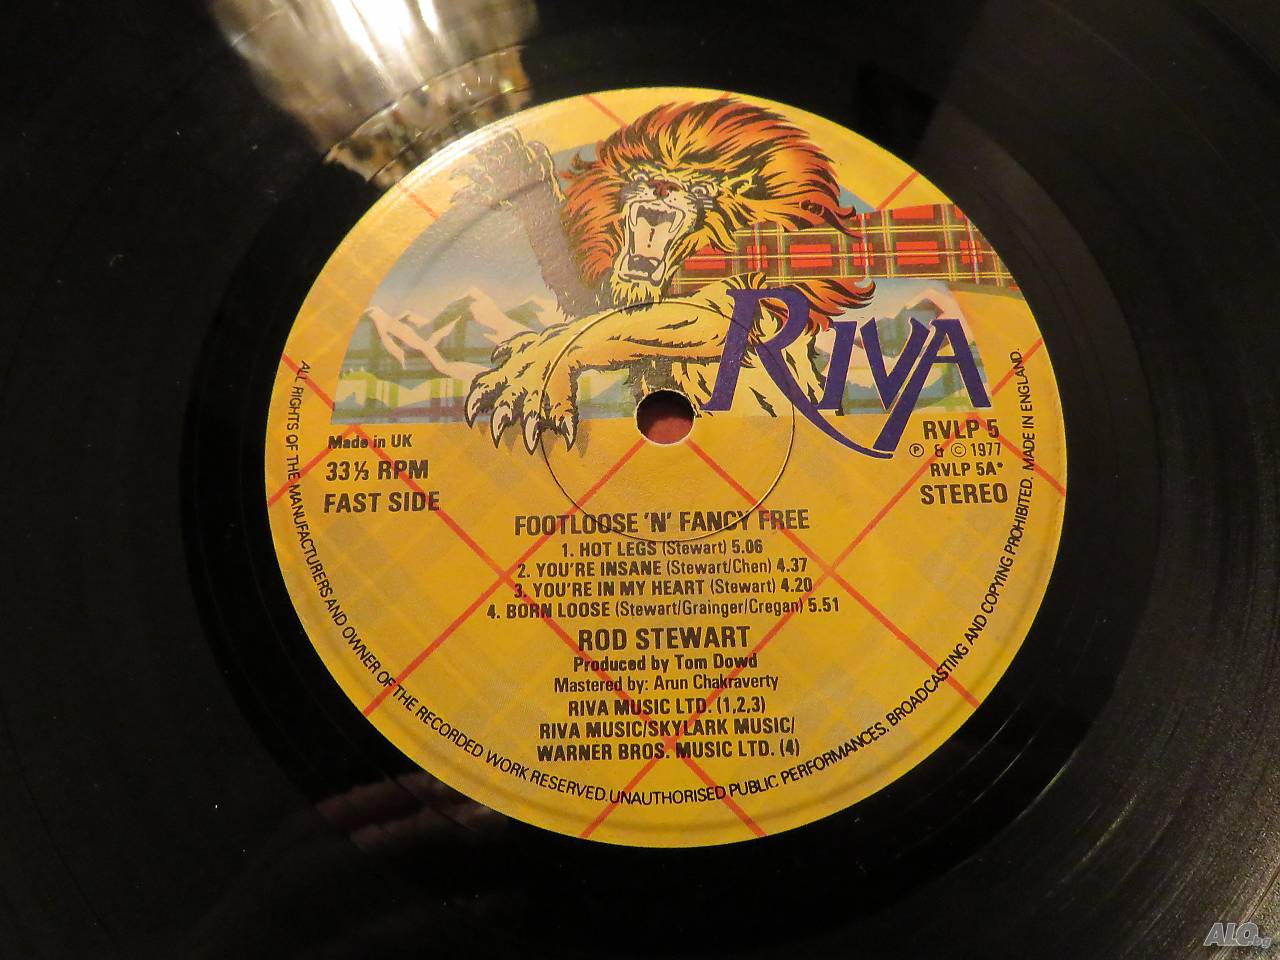 RIVA
Made in UK
33⅓ RPM
FAST SIDE
RVLP 5
Ⓟ & © 1977
RVLP 5A*
STEREO
FOOTLOOSE 'N' FANCY FREE
1. HOT LEGS (Stewart) 5.06
2. YOU'RE INSANE (Stewart/Chen) 4.37
3. YOU'RE IN MY HEART (Stewart) 4.20
4. BORN LOOSE (Stewart/Grainger/Cregan) 5.51
ROD STEWART
Produced by Tom Dowd
Mastered by: Arun Chakraverty
RIVA MUSIC LTD. (1,2,3)
RIVA MUSIC/SKYLARK MUSIC/
WARNER BROS. MUSIC LTD. (4)
ALL RIGHTS OF THE MANUFACTURERS AND OWNER OF THE RECORDED WORK RESERVED. UNAUTHORISED PUBLIC PERFORMANCES, BROADCASTING AND COPYING PROHIBITED. MADE IN ENGLAND.
ALO.bg